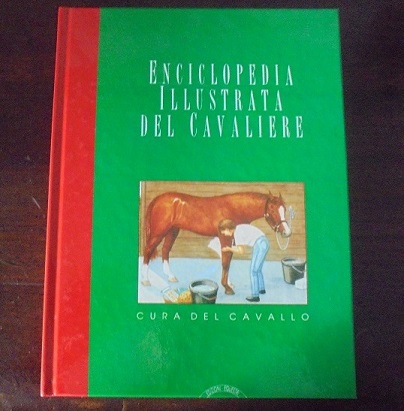 ENCICLOPEDIA
ILLUSTRATA
DEL CAVALIERE
CURA DEL CAVALLO